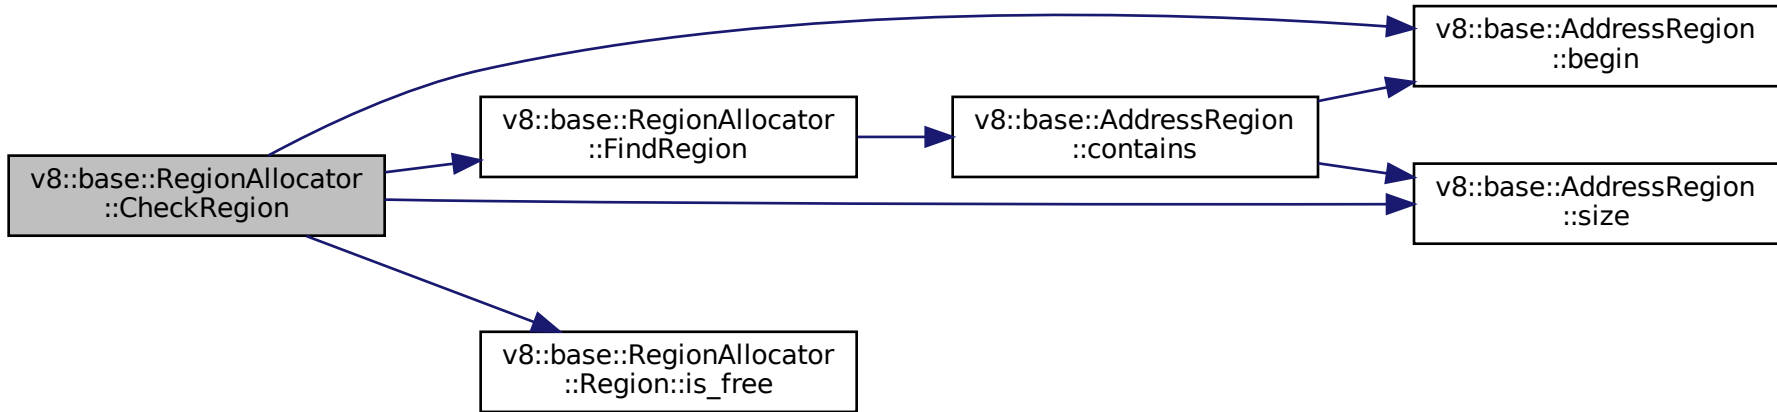 v8::base::RegionAllocator
::CheckRegion
v8::base::RegionAllocator
::FindRegion
v8::base::RegionAllocator
::Region::is_free
v8::base::AddressRegion
::contains
v8::base::AddressRegion
::begin
v8::base::AddressRegion
::size